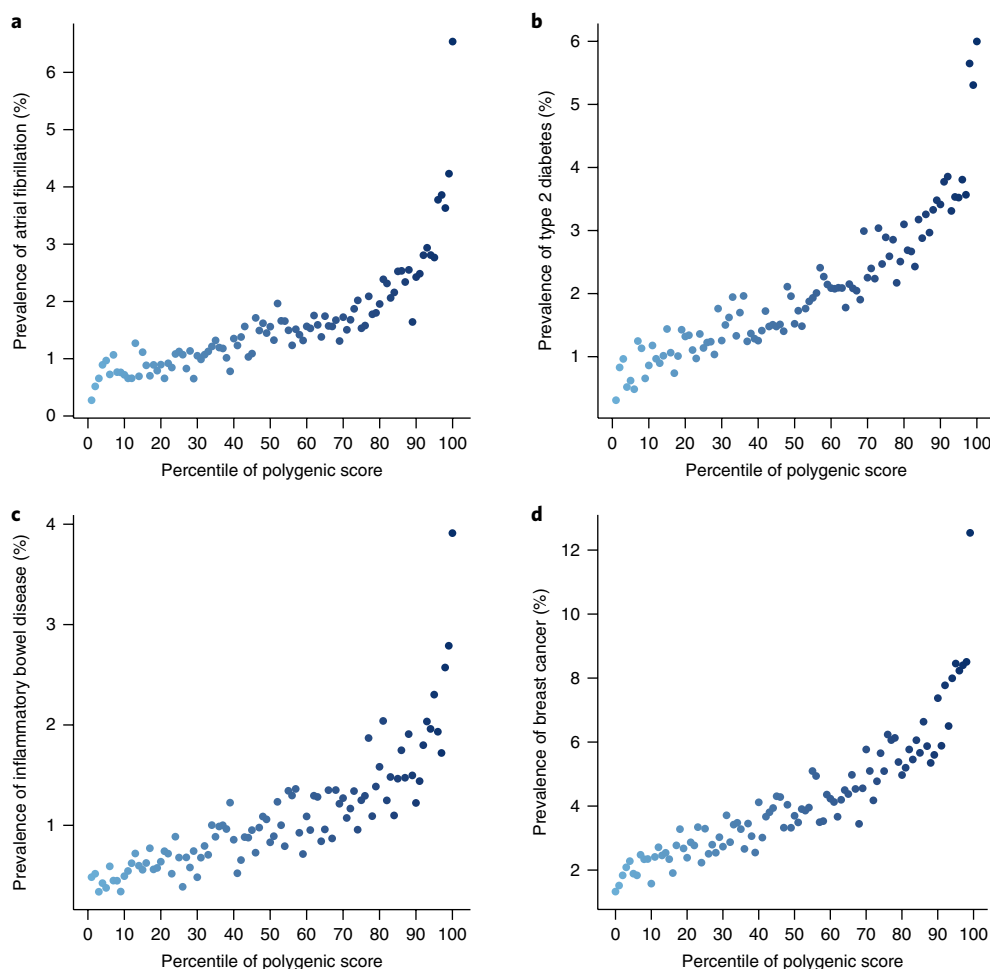 a
Prevalence of atrial fibrillation (%)
6
5
4
3
2
1
0
0 10 20 30 40 50 60 70 80 90 100
Percentile of polygenic score
b
Prevalence of type 2 diabetes (%)
6
5
4
3
2
1
0 10 20 30 40 50 60 70 80 90 100
Percentile of polygenic score
c
Prevalence of inflammatory bowel disease (%)
4
3
2
1
0 10 20 30 40 50 60 70 80 90 100
Percentile of polygenic score
d
Prevalence of breast cancer (%)
12
10
8
6
4
2
0 10 20 30 40 50 60 70 80 90 100
Percentile of polygenic score